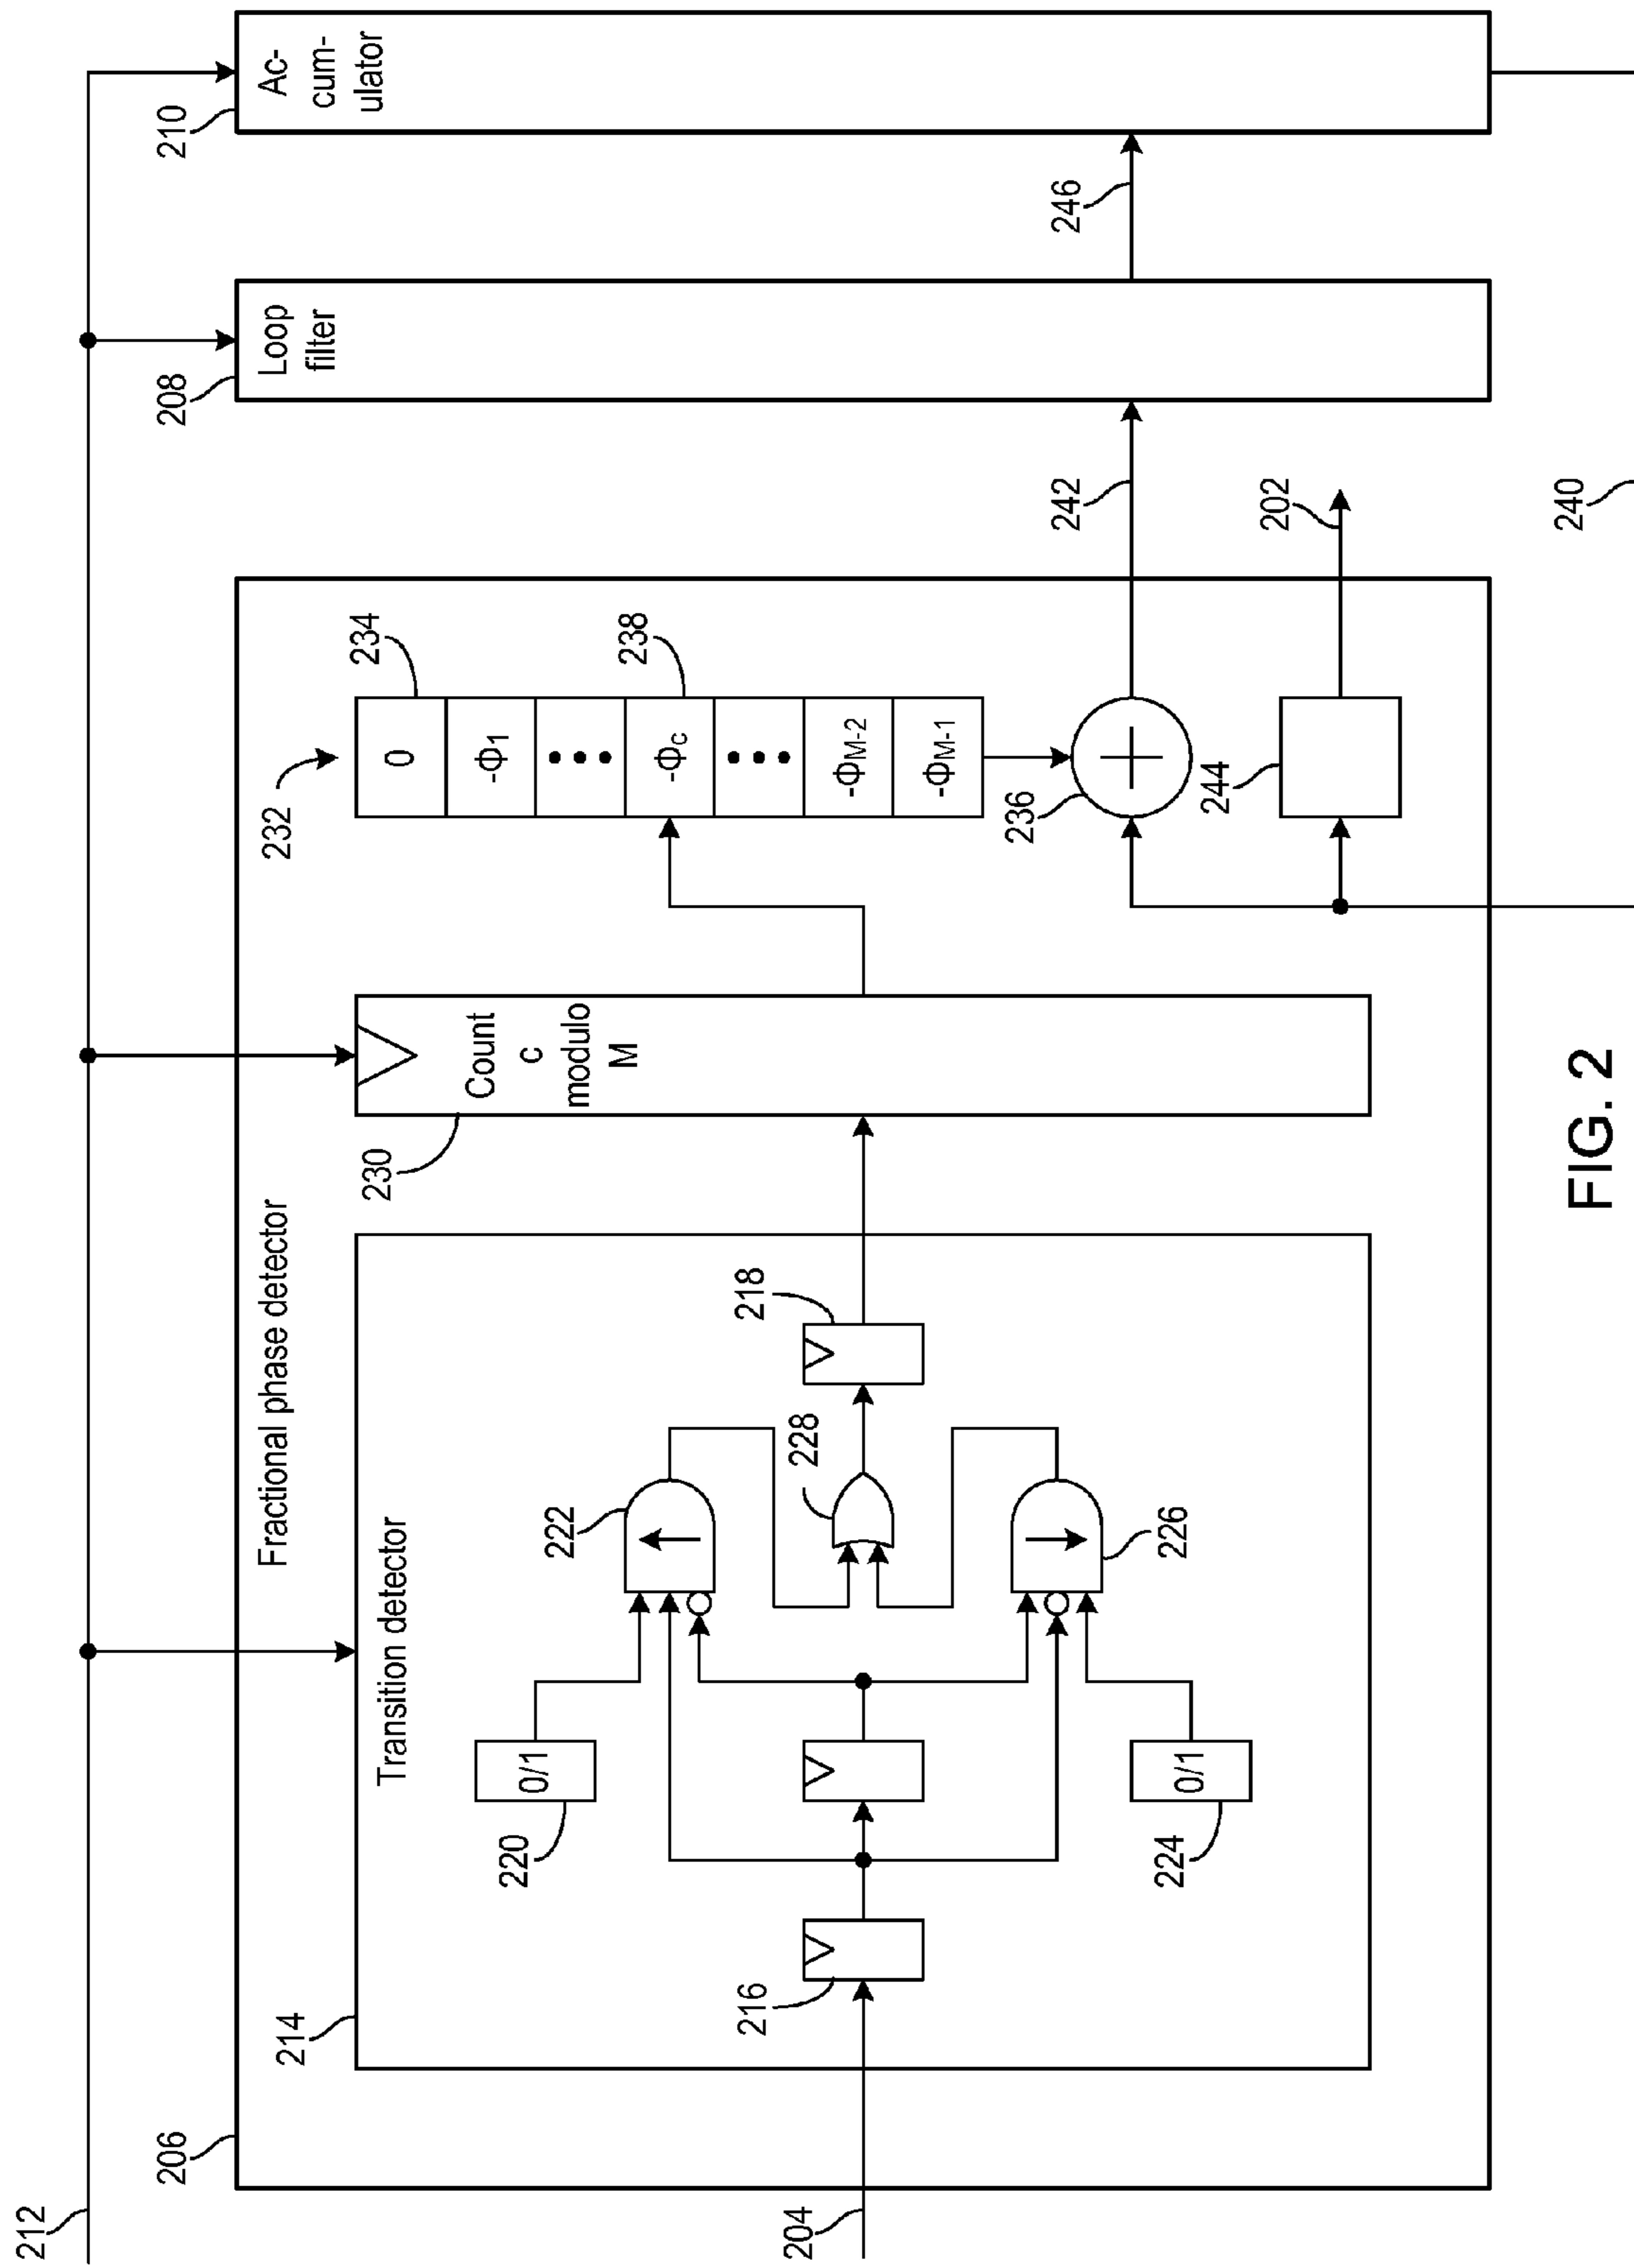 212
206
Fractional phase detector
208
Loop
filter
210
Ac-
cum-
ulator
214
Transition detector
204
216
220
0/1
224
0/1
222
226
228
218
230
Count
c
modulo
M
232
234
0
-Φ1
•••
-Φc
238
•••
-ΦM-2
-ΦM-1
236
+
244
242
202
246
240
FIG. 2